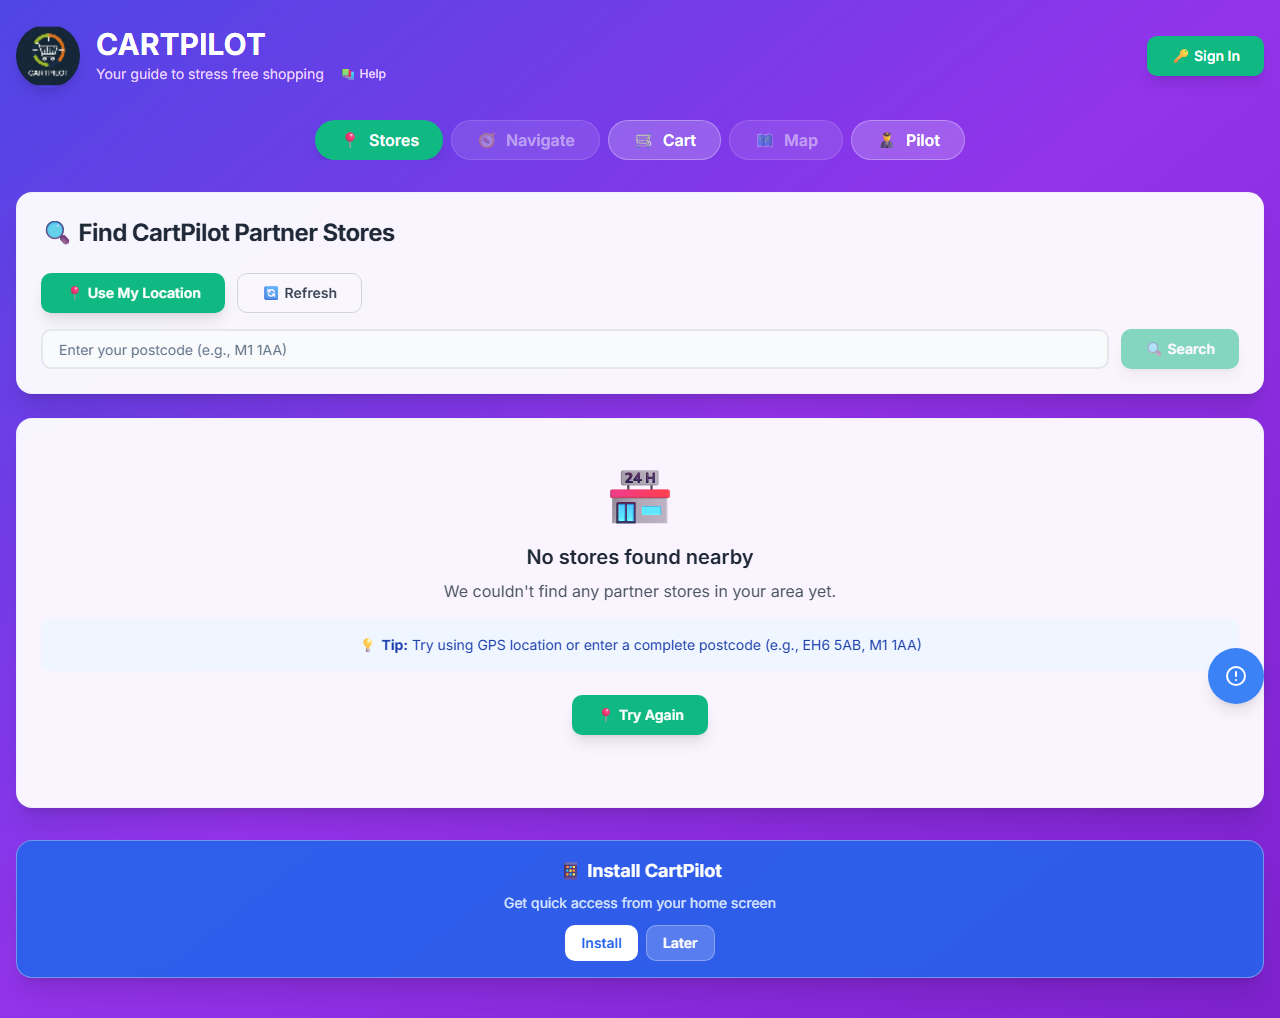 CARTPILOT
CARTPILOT
Your guide to stress free shopping
Help
Sign In
Stores
Navigate
Cart
Map
Pilot
Find CartPilot Partner Stores
Use My Location
Refresh
Enter your postcode (e.g., M1 1AA)
Search
24 H
No stores found nearby
We couldn't find any partner stores in your area yet.
Tip: Try using GPS location or enter a complete postcode (e.g., EH6 5AB, M1 1AA)
Try Again
Install CartPilot
Get quick access from your home screen
Install
Later